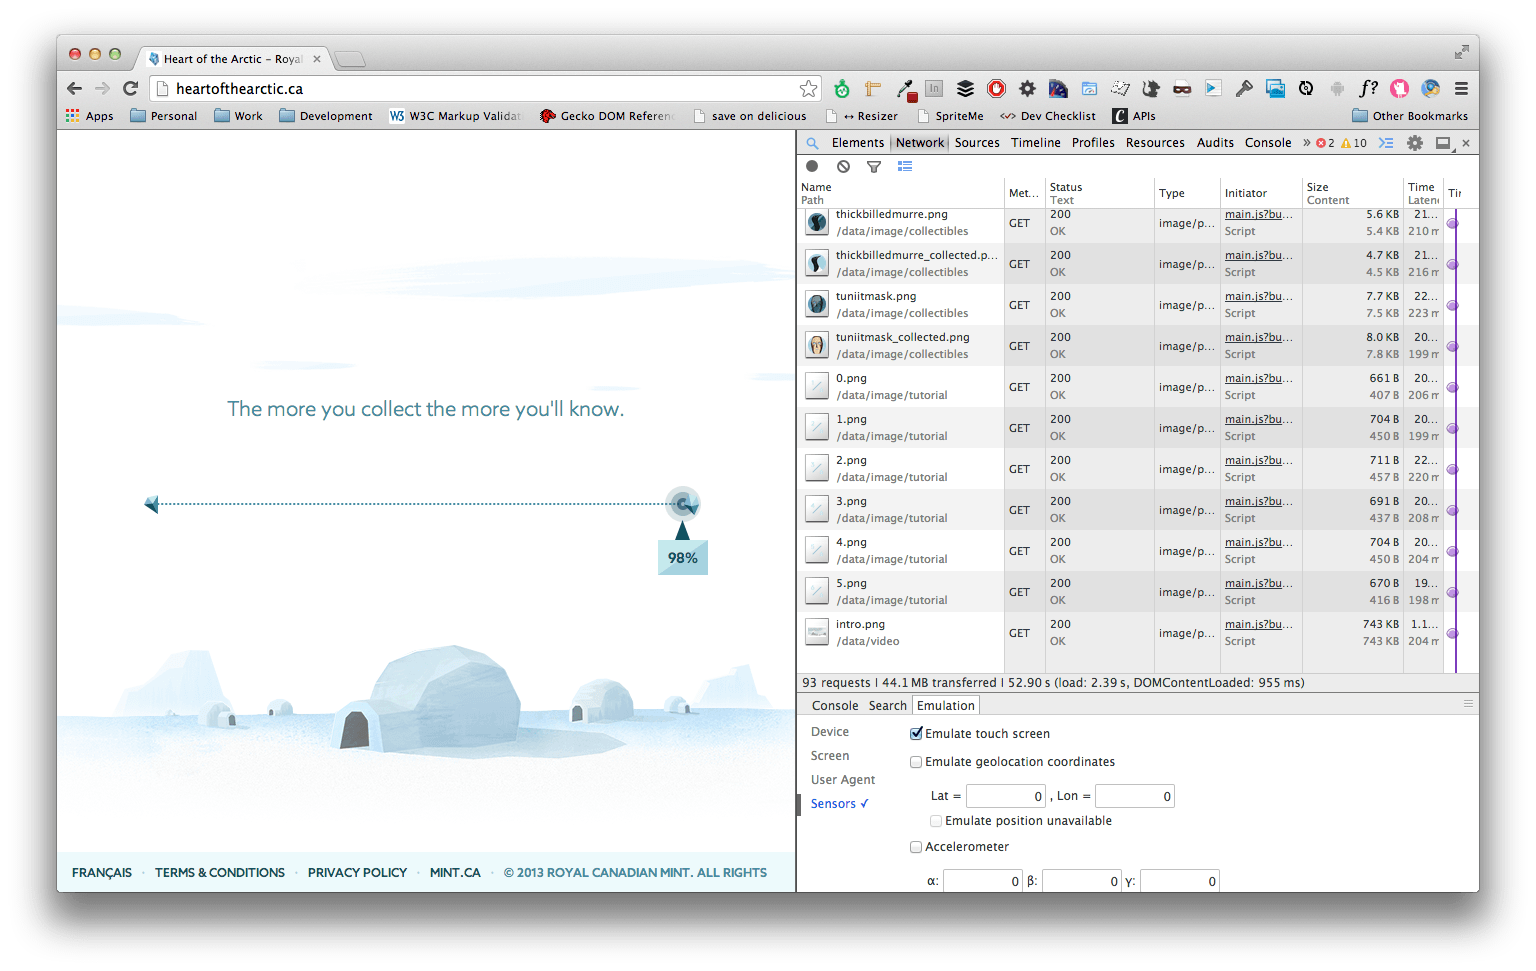 Heart of the Arctic – Royal
heartofthearctic.ca
Apps Personal Work Development W3C Markup Validat Gecko DOM Referenc save on delicious ↔ Resizer SpriteMe <•> Dev Checklist APIs Other Bookmarks
Elements Network Sources Timeline Profiles Resources Audits Console » 2 10
Name Path Met... Status Text Type Initiator Size Content Time Laten Tir
thickbilledmurre.png /data/image/collectibles GET 200 OK image/p... main.js?bu... Script 5.6 KB 5.4 KB 21... 210 m
thickbilledmurre_collected.p... /data/image/collectibles GET 200 OK image/p... main.js?bu... Script 4.7 KB 4.5 KB 21... 216 m
tuniitmask.png /data/image/collectibles GET 200 OK image/p... main.js?bu... Script 7.7 KB 7.5 KB 22... 223 m
tuniitmask_collected.png /data/image/collectibles GET 200 OK image/p... main.js?bu... Script 8.0 KB 7.8 KB 20... 199 m
0.png /data/image/tutorial GET 200 OK image/p... main.js?bu... Script 661 B 407 B 20... 206 m
1.png /data/image/tutorial GET 200 OK image/p... main.js?bu... Script 704 B 450 B 20... 199 m
2.png /data/image/tutorial GET 200 OK image/p... main.js?bu... Script 711 B 457 B 22... 220 m
3.png /data/image/tutorial GET 200 OK image/p... main.js?bu... Script 691 B 437 B 20... 208 m
4.png /data/image/tutorial GET 200 OK image/p... main.js?bu... Script 704 B 450 B 20... 204 m
5.png /data/image/tutorial GET 200 OK image/p... main.js?bu... Script 670 B 416 B 19... 198 m
intro.png /data/video GET 200 OK image/p... main.js?bu... Script 743 KB 743 KB 1.1... 204 m
93 requests | 44.1 MB transferred | 52.90 s (load: 2.39 s, DOMContentLoaded: 955 ms)
Console Search Emulation
Device
Screen
User Agent
Sensors ✓
Emulate touch screen
Emulate geolocation coordinates
Lat = 0 , Lon = 0
Emulate position unavailable
Accelerometer
α: 0 β: 0 γ: 0
The more you collect the more you'll know.
98%
FRANÇAIS · TERMS & CONDITIONS · PRIVACY POLICY · MINT.CA · © 2013 ROYAL CANADIAN MINT. ALL RIGHTS